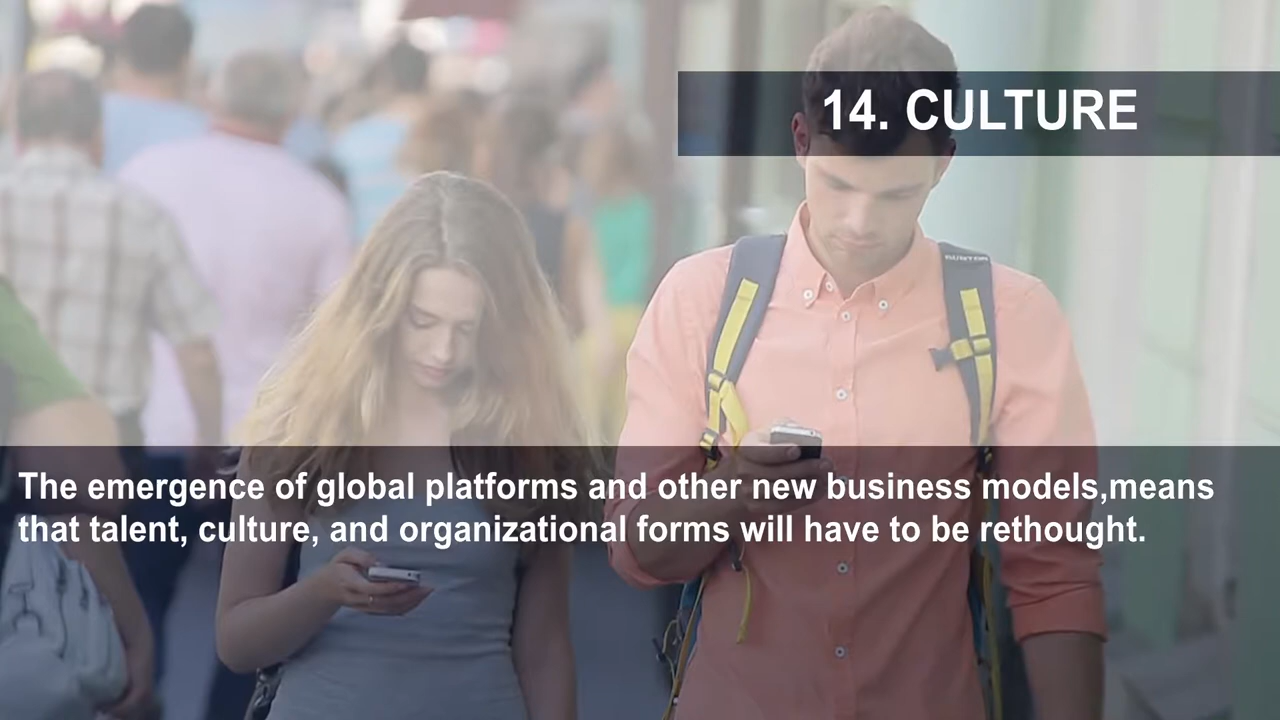 14. CULTURE
BURTON
The emergence of global platforms and other new business models,means
that talent, culture, and organizational forms will have to be rethought.